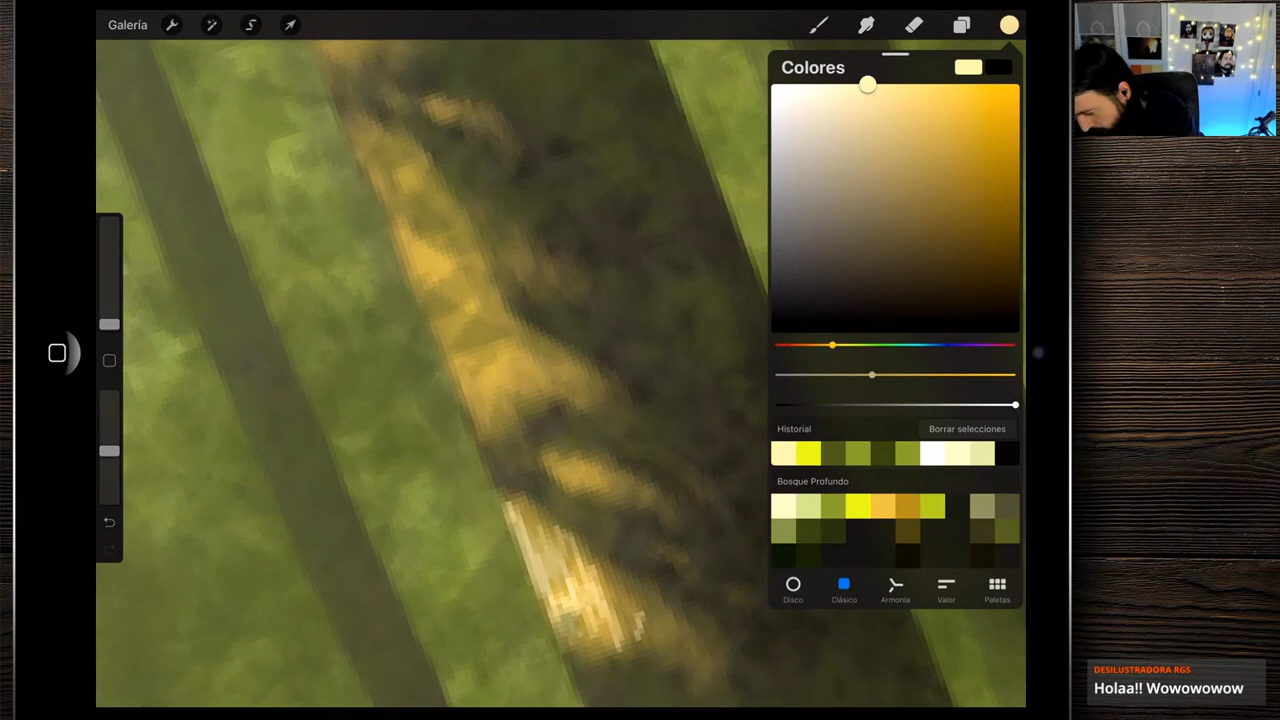 Galería
Colores
Historial
Borrar selecciones
Bosque Profundo
Disco
Clásico
Armonía
Valor
Paletas
DESILUSTRADORA RGS
Holaa!! Wowowowow